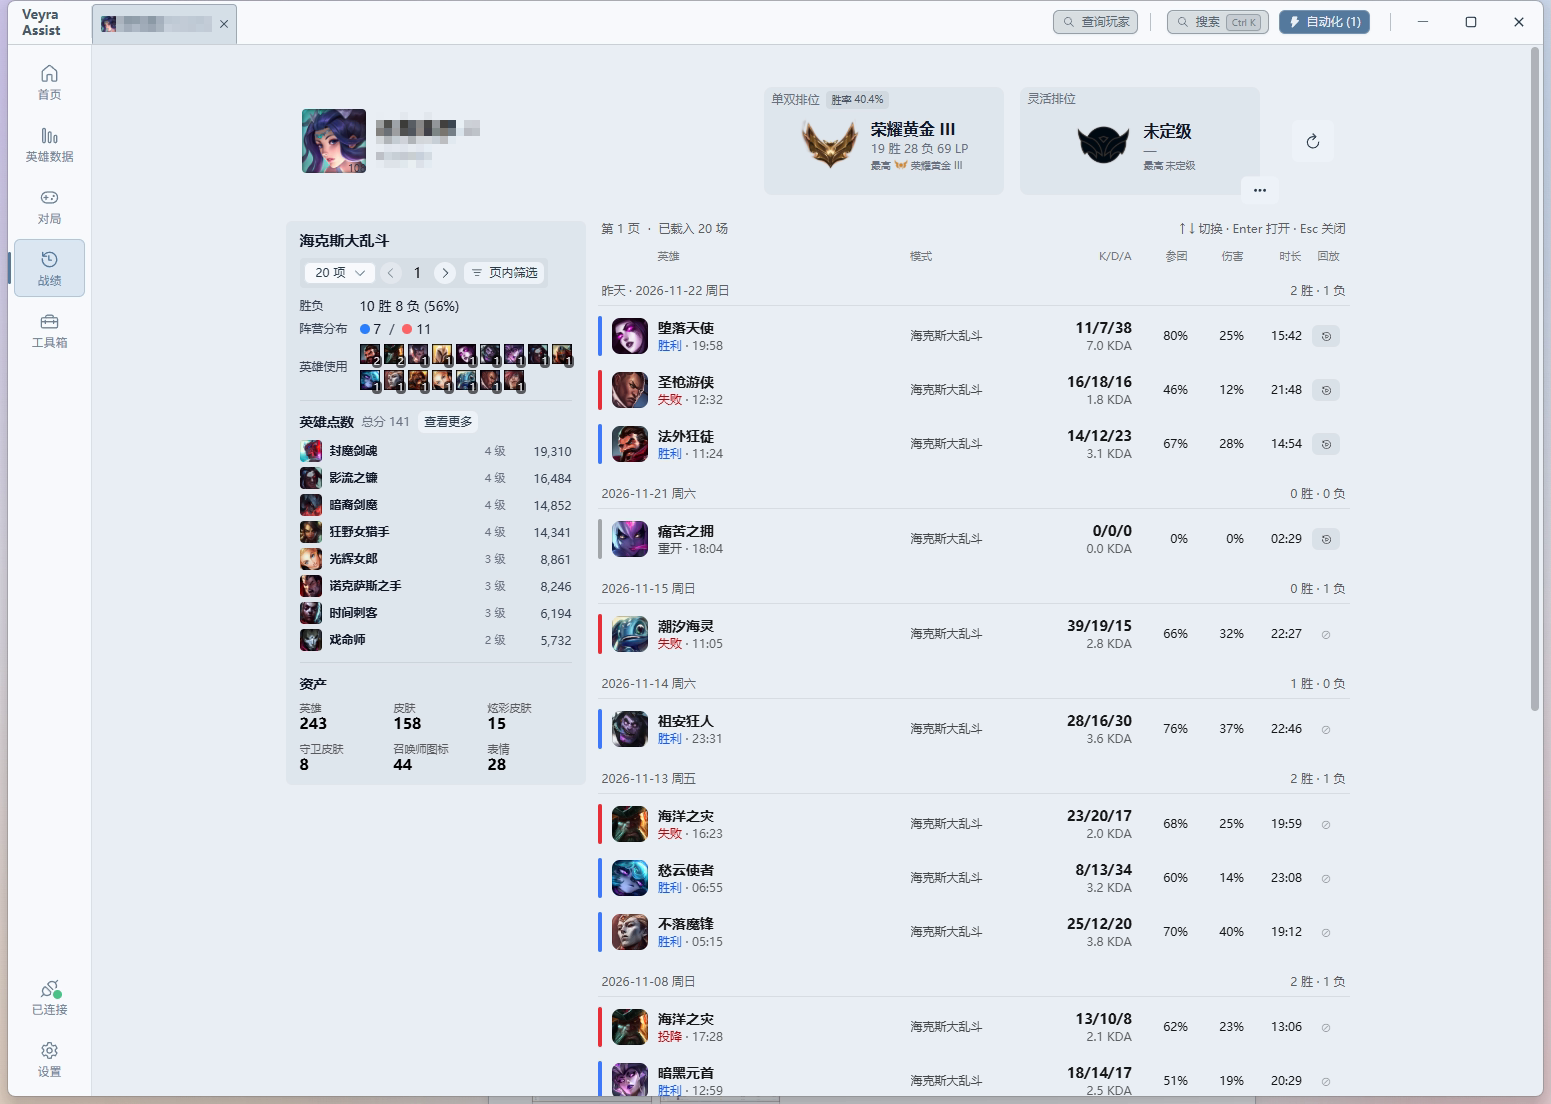 Veyra Assist
查询玩家
搜索 Ctrl K
自动化 (1)
首页
英雄数据
对局
战绩
工具箱
已连接
设置
单双排位 胜率 40.4%
荣耀黄金 III
19 胜 28 负 69 LP
最高 荣耀黄金 III
灵活排位
未定级
—
最高 未定级
海克斯大乱斗
20 项 1 页内筛选
胜负 10 胜 8 负 (56%)
阵营分布 7 / 11
英雄使用
2 2 1 1 1 1 1 1 1
1 1 1 1 1 1 1
英雄点数 总分 141 查看更多
封魔剑魂 4 级 19,310
影流之镰 4 级 16,484
暗裔剑魔 4 级 14,852
狂野女猎手 4 级 14,341
光辉女郎 3 级 8,861
诺克萨斯之手 3 级 8,246
时间刺客 3 级 6,194
戏命师 2 级 5,732
资产
英雄 皮肤 炫彩皮肤
243 158 15
守卫皮肤 召唤师图标 表情
8 44 28
第 1 页 · 已载入 20 场
↑↓切换 · Enter 打开 · Esc 关闭
英雄 模式 K/D/A 参团 伤害 时长 回放
昨天 · 2026-11-22 周日 2 胜 · 1 负
堕落天使 海克斯大乱斗 11/7/38 80% 25% 15:42
胜利 · 19:58 7.0 KDA
圣枪游侠 海克斯大乱斗 16/18/16 46% 12% 21:48
失败 · 12:32 1.8 KDA
法外狂徒 海克斯大乱斗 14/12/23 67% 28% 14:54
胜利 · 11:24 3.1 KDA
2026-11-21 周六 0 胜 · 0 负
痛苦之拥 海克斯大乱斗 0/0/0 0% 0% 02:29
重开 · 18:04 0.0 KDA
2026-11-15 周日 0 胜 · 1 负
潮汐海灵 海克斯大乱斗 39/19/15 66% 32% 22:27
失败 · 11:05 2.8 KDA
2026-11-14 周六 1 胜 · 0 负
祖安狂人 海克斯大乱斗 28/16/30 76% 37% 22:46
胜利 · 23:31 3.6 KDA
2026-11-13 周五 2 胜 · 1 负
海洋之灾 海克斯大乱斗 23/20/17 68% 25% 19:59
失败 · 16:23 2.0 KDA
愁云使者 海克斯大乱斗 8/13/34 60% 14% 23:08
胜利 · 06:55 3.2 KDA
不落魔锋 海克斯大乱斗 25/12/20 70% 40% 19:12
胜利 · 05:15 3.8 KDA
2026-11-08 周日 2 胜 · 1 负
海洋之灾 海克斯大乱斗 13/10/8 62% 23% 13:06
投降 · 17:28 2.1 KDA
暗黑元首 海克斯大乱斗 18/14/17 51% 19% 20:29
胜利 · 12:59 2.5 KDA